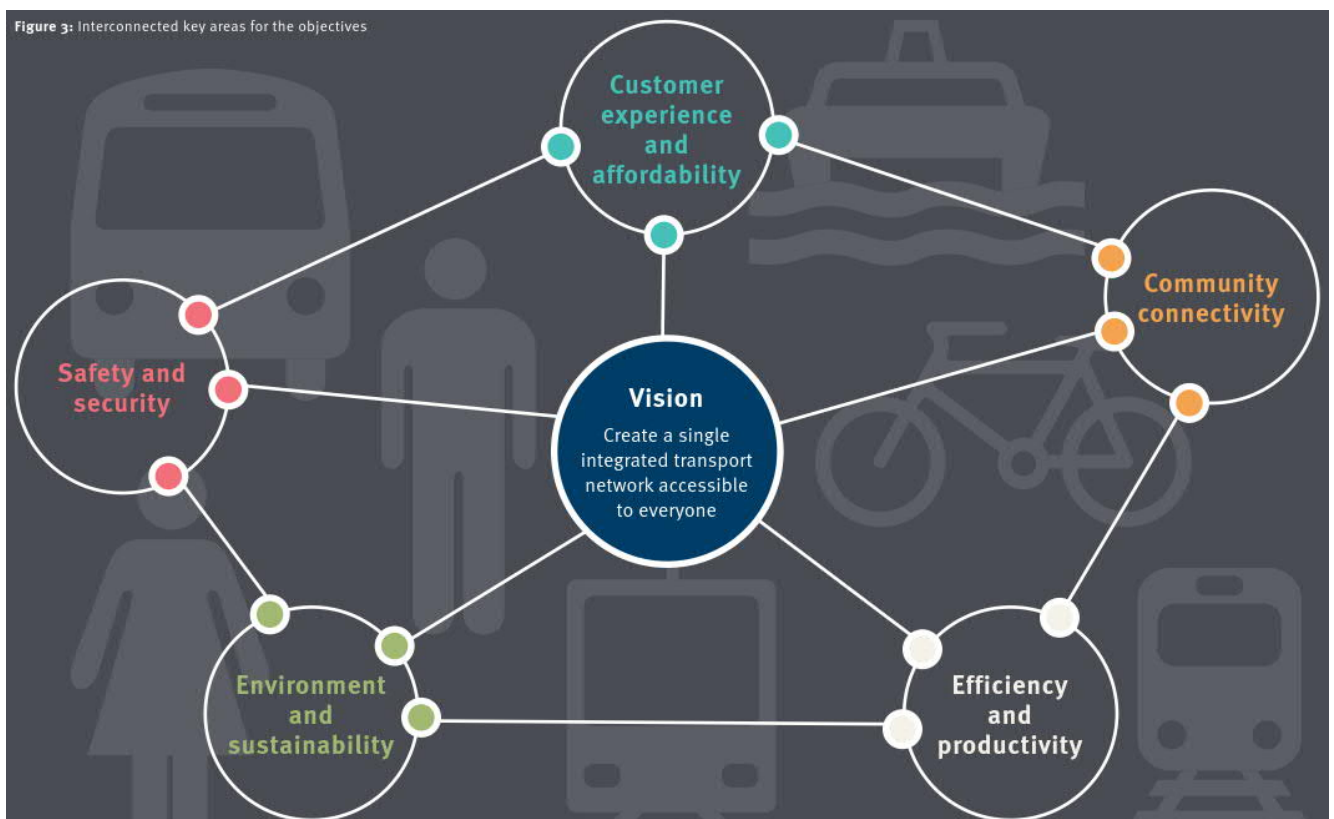 Figure 3: Interconnected key areas for the objectives
Customer
experience
and
affordability
Community
connectivity
Safety and
security
Vision
Create a single
integrated transport
network accessible
to everyone
Environment
and
sustainability
Efficiency
and
productivity